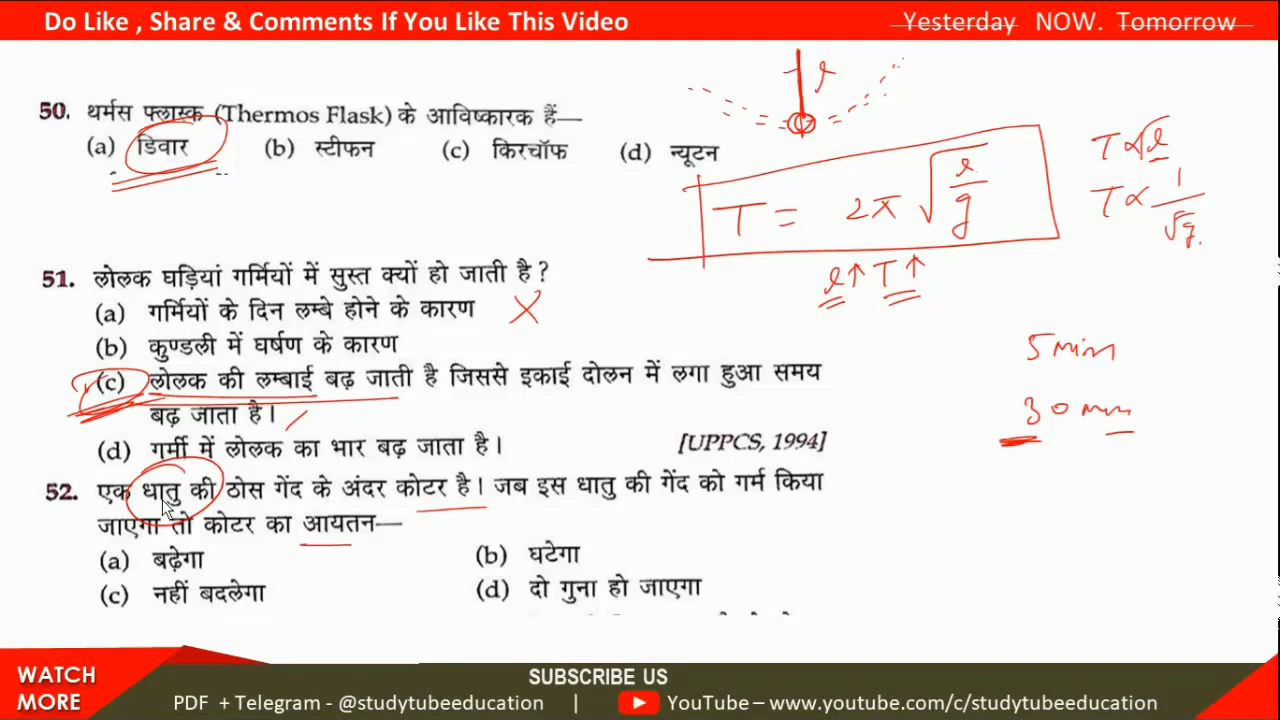 Do Like , Share & Comments If You Like This Video
Yesterday NOW. Tomorrow
50. थर्मस फ्लास्क (Thermos Flask) के आविष्कारक हैं—
(a) डिवार (b) स्टीफन (c) किरचॉफ (d) न्यूटन
l
T = 2π √l/g
T ∝ √l
T ∝ 1/√g.
l↑ T↑
51. लोलक घड़ियां गर्मियों में सुस्त क्यों हो जाती है?
(a) गर्मियों के दिन लम्बे होने के कारण
(b) कुण्डली में घर्षण के कारण
(c) लोलक की लम्बाई बढ़ जाती है जिससे इकाई दोलन में लगा हुआ समय
बढ़ जाता है।
(d) गर्मी में लोलक का भार बढ़ जाता है। [UPPCS, 1994]
5 min
30 min
52. एक धातु की ठोस गेंद के अंदर कोटर है। जब इस धातु की गेंद को गर्म किया
जाएगा तो कोटर का आयतन—
(a) बढ़ेगा (b) घटेगा
(c) नहीं बदलेगा (d) दो गुना हो जाएगा
WATCH
MORE
SUBSCRIBE US
PDF + Telegram - @studytubeeducation | YouTube – www.youtube.com/c/studytubeeducation